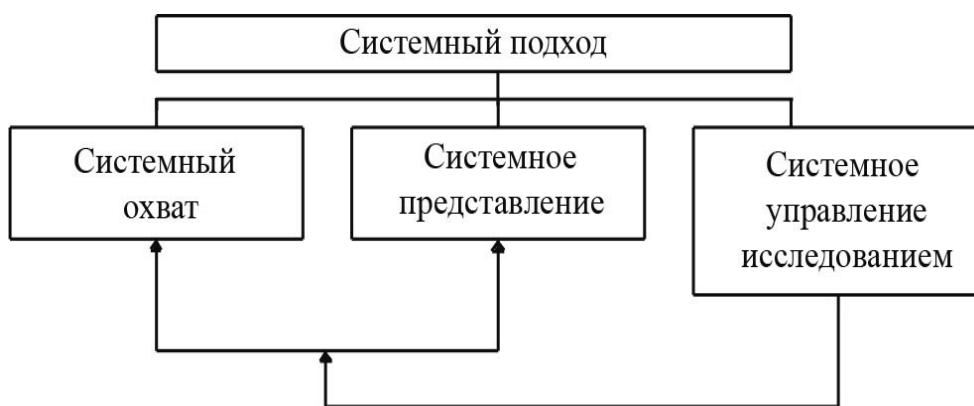 Системный подход
Системный
охват
Системное
представление
Системное
управление
исследованием